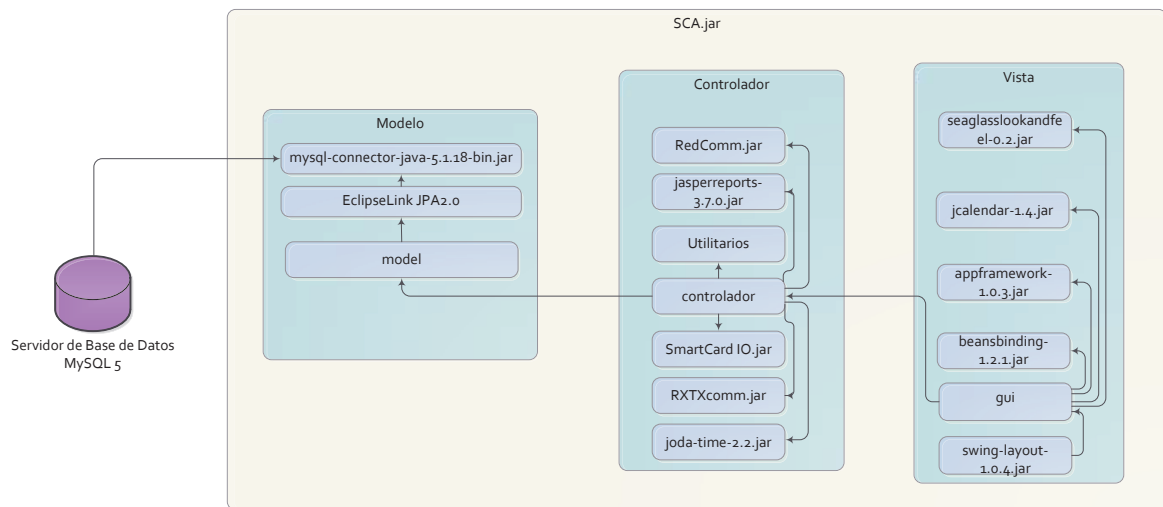 SCA.jar
Modelo
mysql-connector-java-5.1.18-bin.jar
EclipseLink JPA2.0
model
Servidor de Base de Datos
MySQL 5
Controlador
RedComm.jar
jasperreports-
3.7.0.jar
Utilitarios
controlador
SmartCard IO.jar
RXTXcomm.jar
joda-time-2.2.jar
Vista
seaglasslookandfe
el-0.2.jar
jcalendar-1.4.jar
appframework-
1.0.3.jar
beansbinding-
1.2.1.jar
gui
swing-layout-
1.0.4.jar